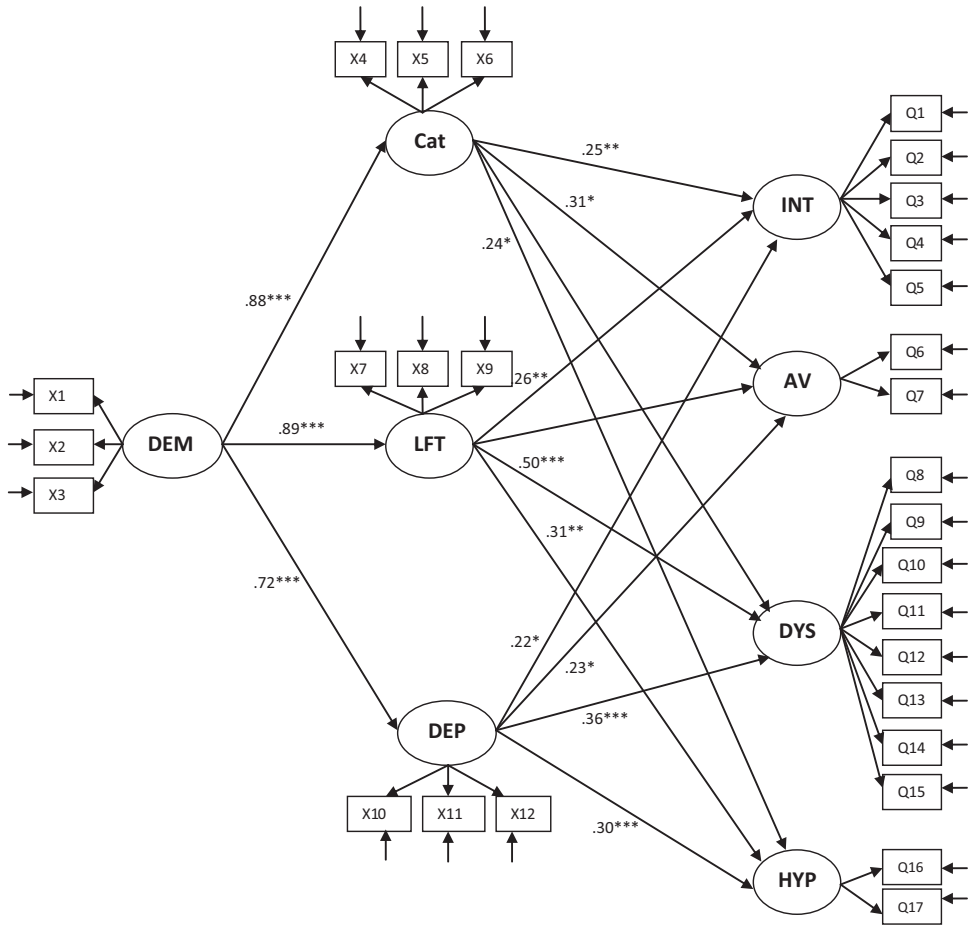 X4 X5 X6
Cat
.25**
.31*
.24*
INT
Q1
Q2
Q3
Q4
Q5
.88***
X7 X8 X9
.26**
AV
Q6
Q7
X1
X2
X3
DEM
.89***
LFT
.50***
.31**
Q8
Q9
Q10
Q11
Q12
Q13
Q14
Q15
.72***
DYS
.22*
.23*
.36***
DEP
X10 X11 X12
.30***
HYP
Q16
Q17